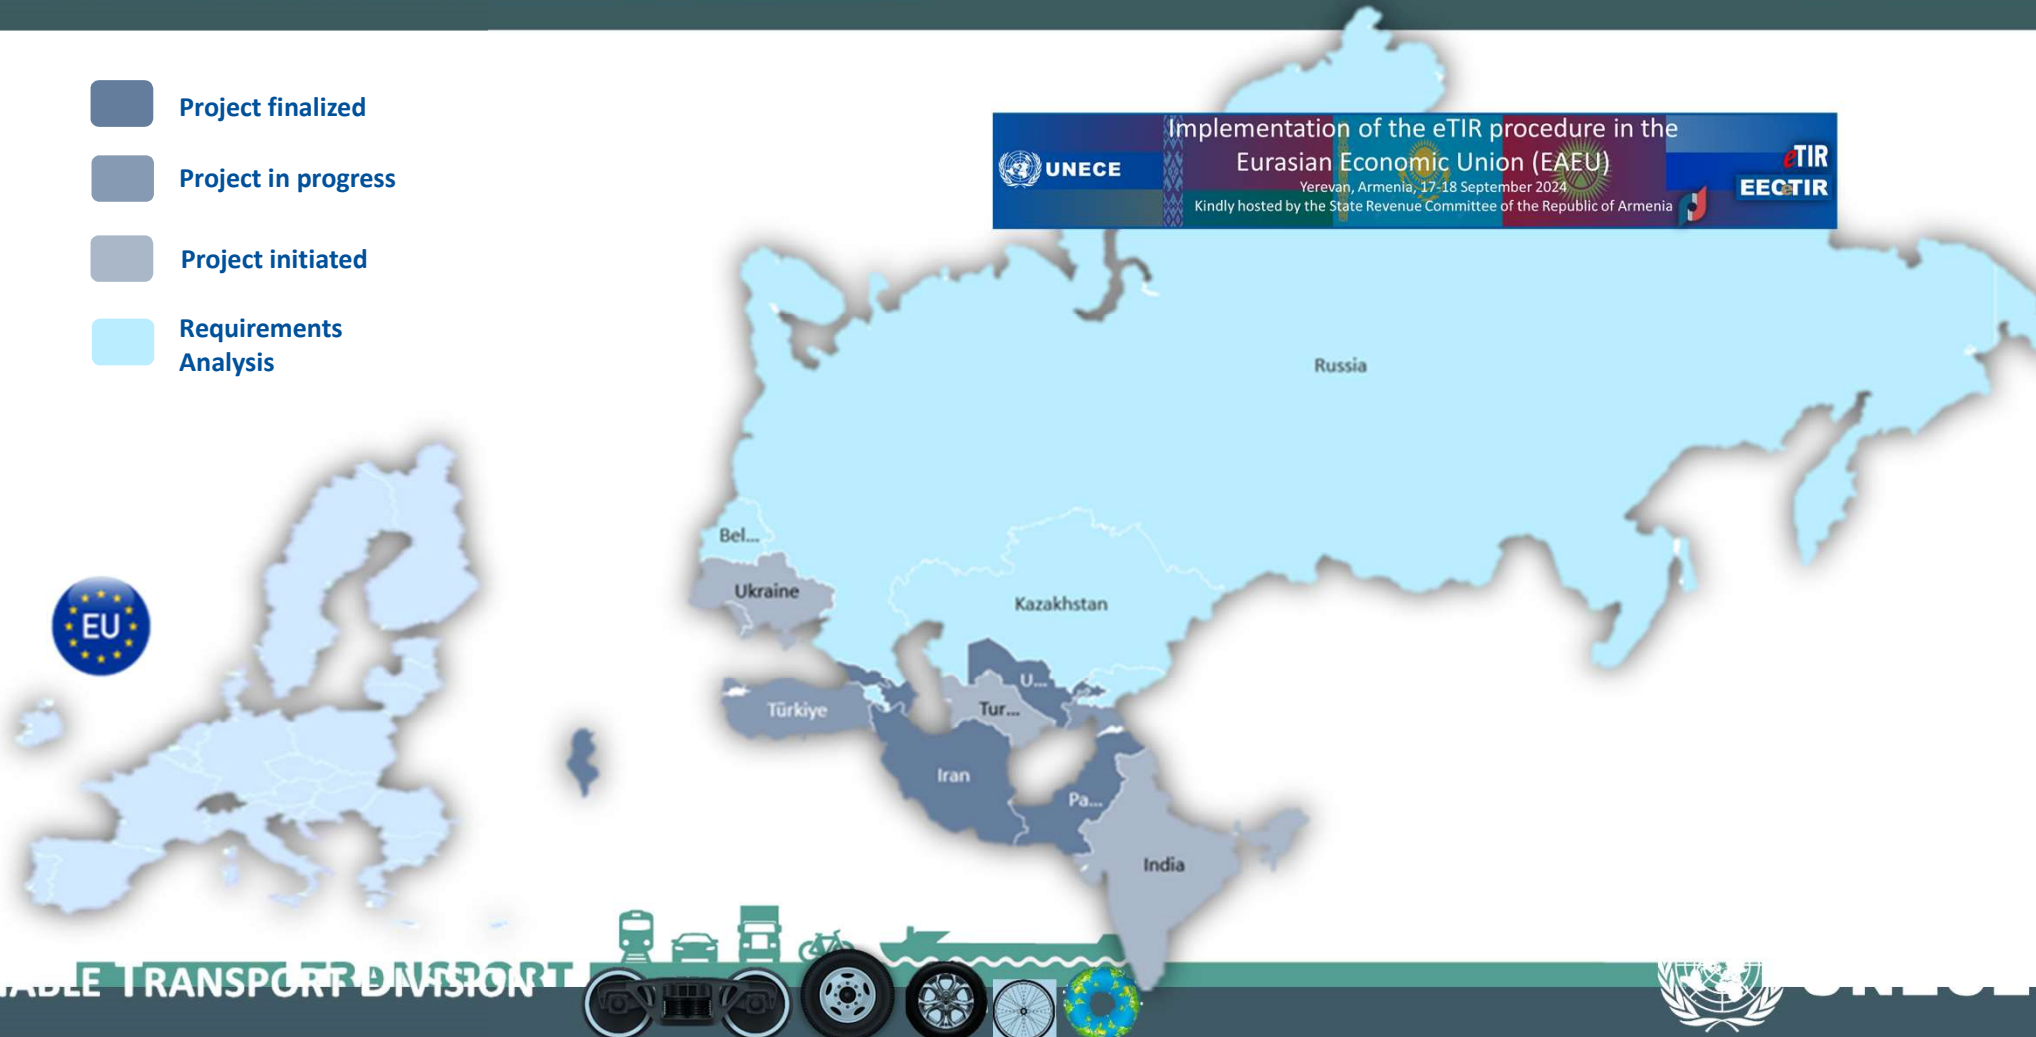 Project finalized
Project in progress
Project initiated
Requirements
Analysis
Implementation of the eTIR procedure in the
Eurasian Economic Union (EAEU)
Yerevan, Armenia, 17-18 September 2024
Kindly hosted by the State Revenue Committee of the Republic of Armenia
UNECE
eTIR
Russia
Bel...
Ukraine
Kazakhstan
EU
U...
Türkiye
Tur...
Iran
Pa...
India
TRANSPORT DIVISION